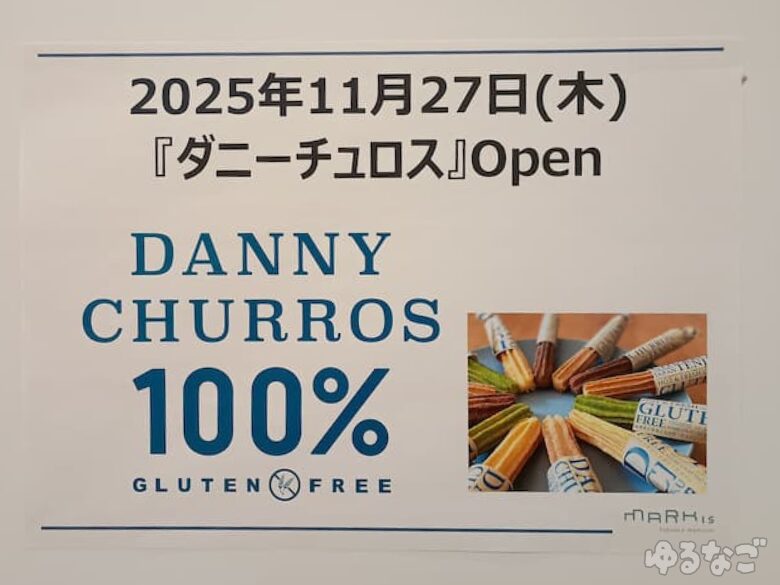 2025年11月27日(木)
『ダニーチュロス』Open
DANNY
CHURROS
100%
GLUTEN FREE
GLUTEN
FREE
MARK is
ゆるなご